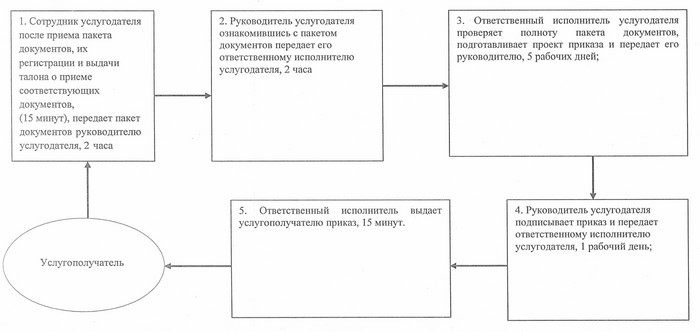 1. Сотрудник услугодателя
после приема пакета
документов, их
регистрации и выдачи
талона о приеме
соответствующих
документов,
(15 минут), передает пакет
документов руководителю
услугодателя, 2 часа
2. Руководитель услугодателя
ознакомившись с пакетом
документов передает его
ответственному исполнителю
услугодателя, 2 часа
3. Ответственный исполнитель услугодателя
проверяет полноту пакета документов,
подготавливает проект приказа и передает его
руководителю, 5 рабочих дней;
4. Руководитель услугодателя
подписывает приказ и передает
ответственному исполнителю
услугодателя, 1 рабочий день;
5. Ответственный исполнитель выдает
услугополучателю приказ, 15 минут.
Услугополучатель